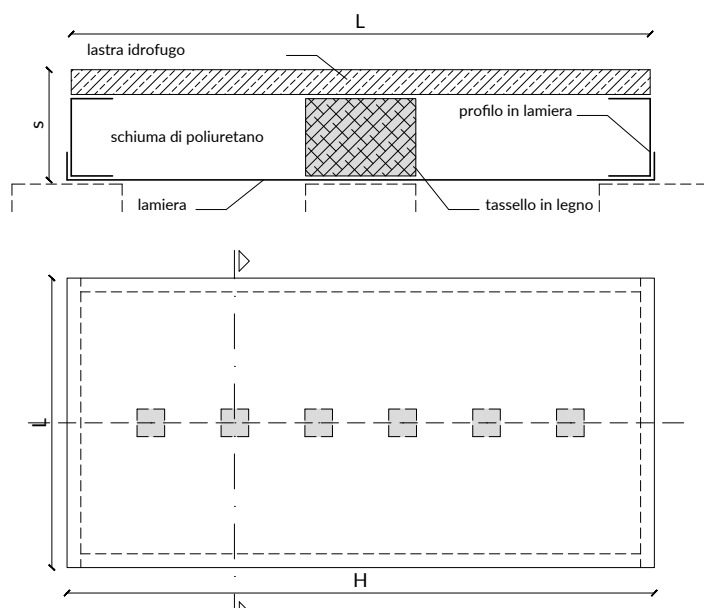 L
lastra idrofugo
s
schiuma di poliuretano
profilo in lamiera
lamiera
tassello in legno
L
H